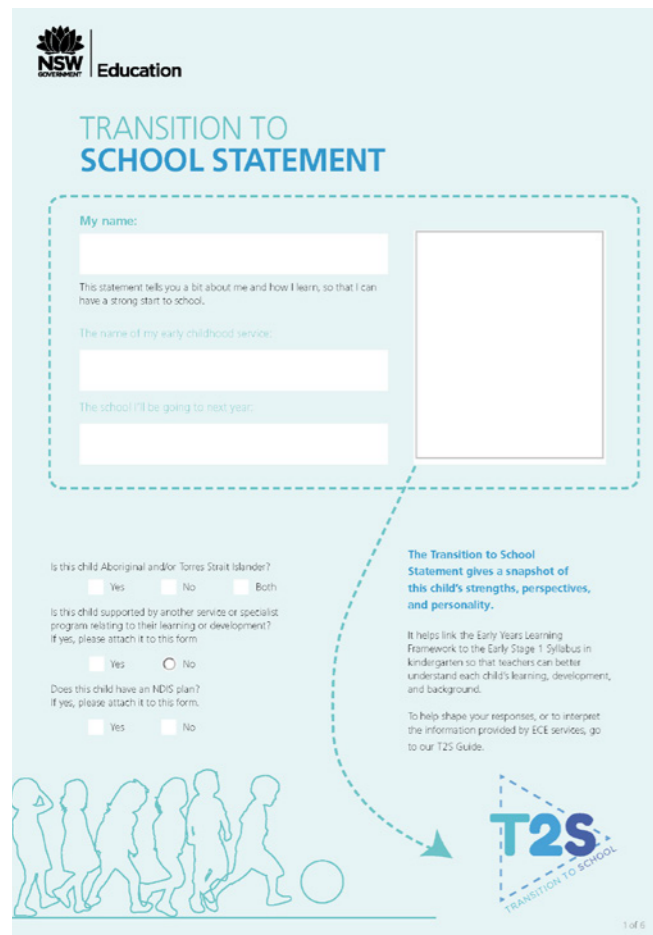 NSW
GOVERNMENT
Education
TRANSITION TO
SCHOOL STATEMENT
My name:
This statement tells you a bit about me and how I learn, so that I can
have a strong start to school.
The name of my early childhood service:
The school I'll be going to next year:
Is this child Aboriginal and/or Torres Strait Islander?
Yes No Both
Is this child supported by another service or specialist
program relating to their learning or development?
If yes, please attach it to this form
Yes No
Does this child have an NDIS plan?
If yes, please attach it to this form.
Yes No
The Transition to School
Statement gives a snapshot of
this child's strengths, perspectives,
and personality.
It helps link the Early Years Learning
Framework to the Early Stage 1 Syllabus in
kindergarten so that teachers can better
understand each child's learning, development,
and background.
To help shape your responses, or to interpret
the information provided by ECE services, go
to our T2S Guide.
T2S
TRANSITION TO SCHOOL
1 of 6